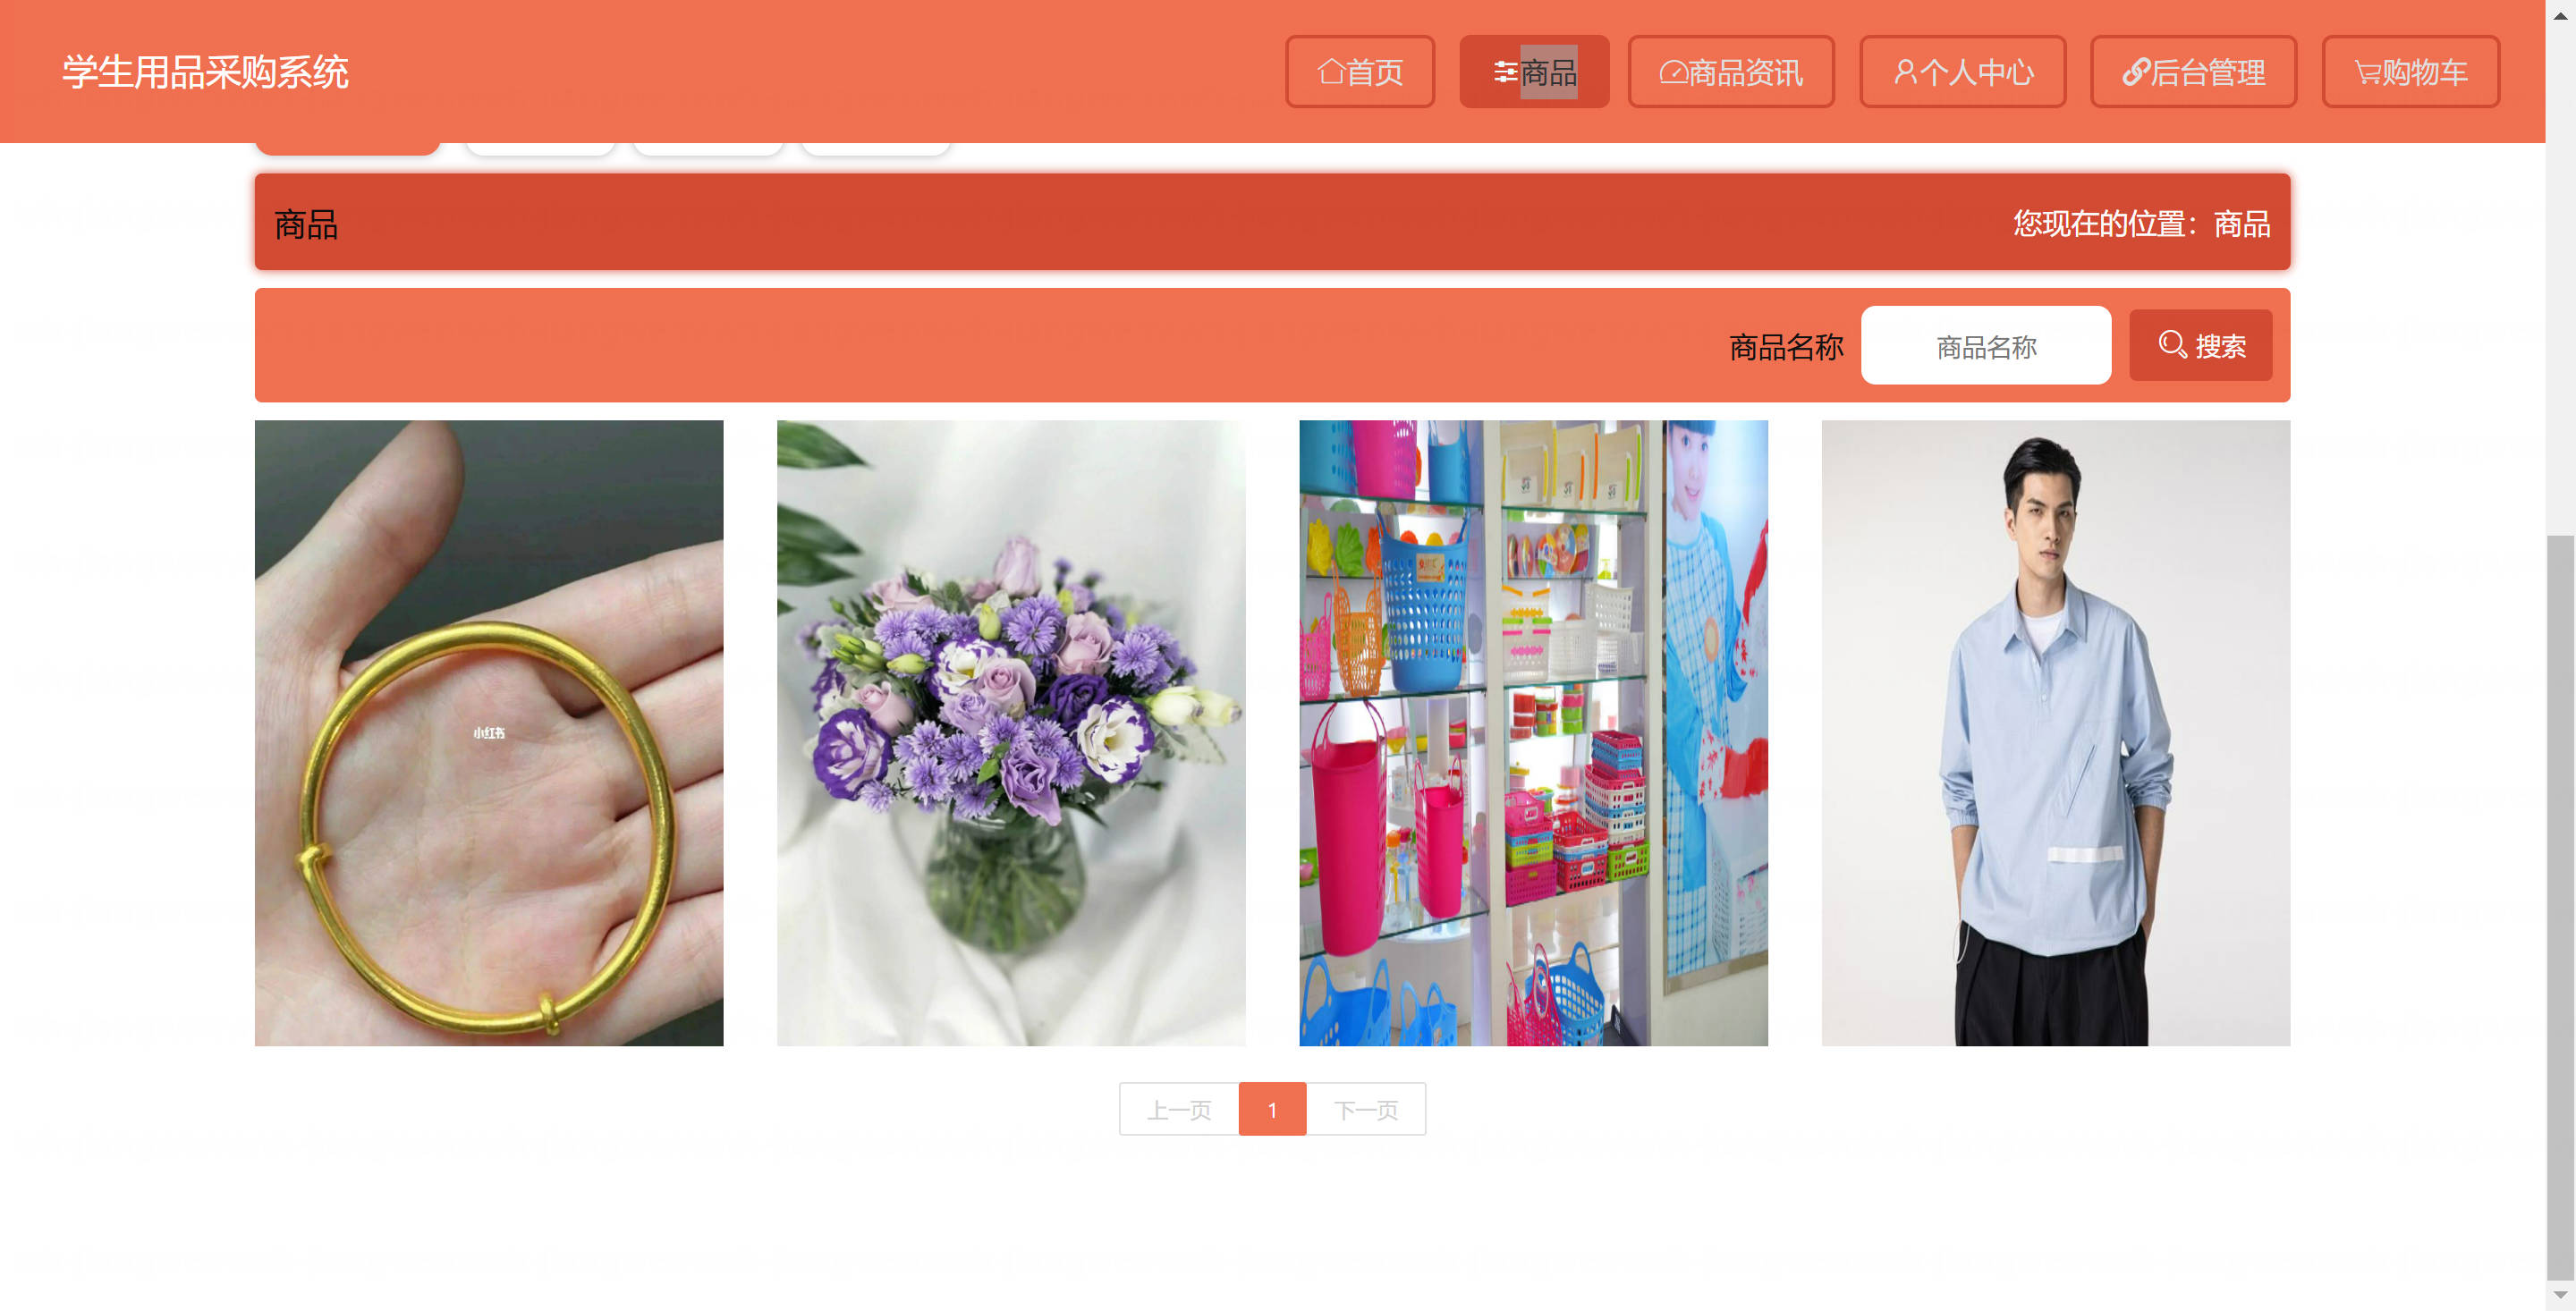 学生用品采购系统
首页
商品
商品资讯
个人中心
后台管理
购物车
商品
您现在的位置：商品
商品名称
商品名称
搜索
小红书
上一页
1
下一页